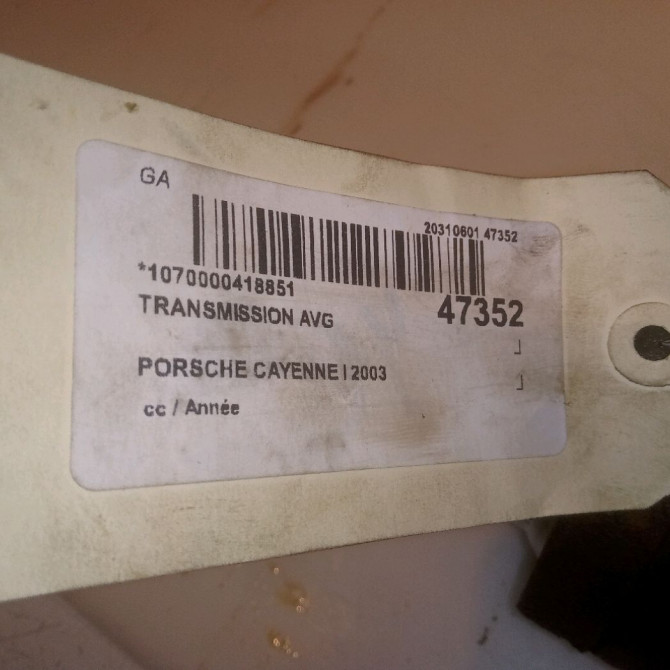 GA
20310601 47352
*1070000418851
TRANSMISSION AVG
47352
PORSCHE CAYENNE I 2003
cc / Année